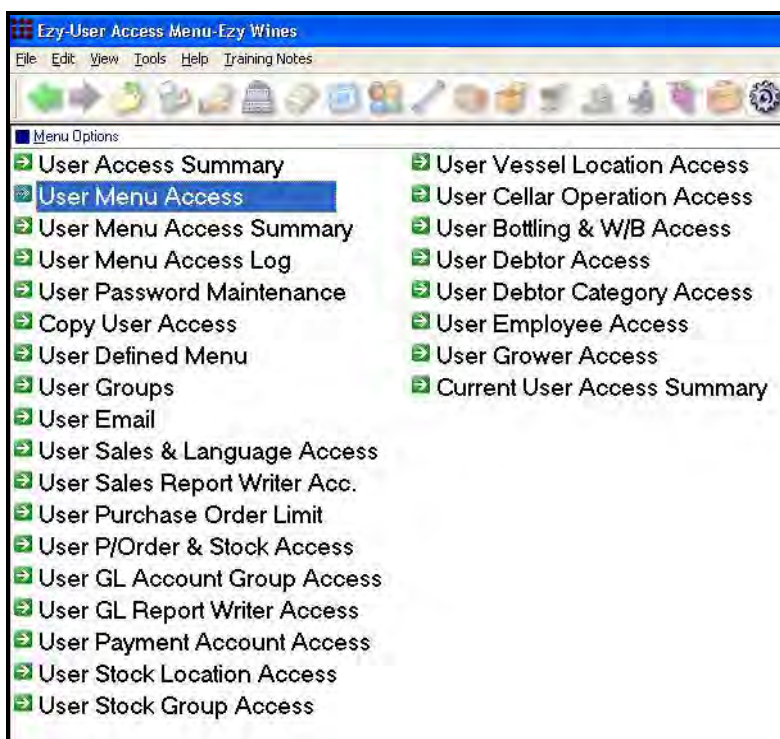 Ezy-User Access Menu-Ezy Wines
File Edit View Tools Help Training Notes
Menu Options
User Access Summary
User Menu Access
User Menu Access Summary
User Menu Access Log
User Password Maintenance
Copy User Access
User Defined Menu
User Groups
User Email
User Sales & Language Access
User Sales Report Writer Acc.
User Purchase Order Limit
User P/Order & Stock Access
User GL Account Group Access
User GL Report Writer Access
User Payment Account Access
User Stock Location Access
User Stock Group Access
User Vessel Location Access
User Cellar Operation Access
User Bottling & W/B Access
User Debtor Access
User Debtor Category Access
User Employee Access
User Grower Access
Current User Access Summary